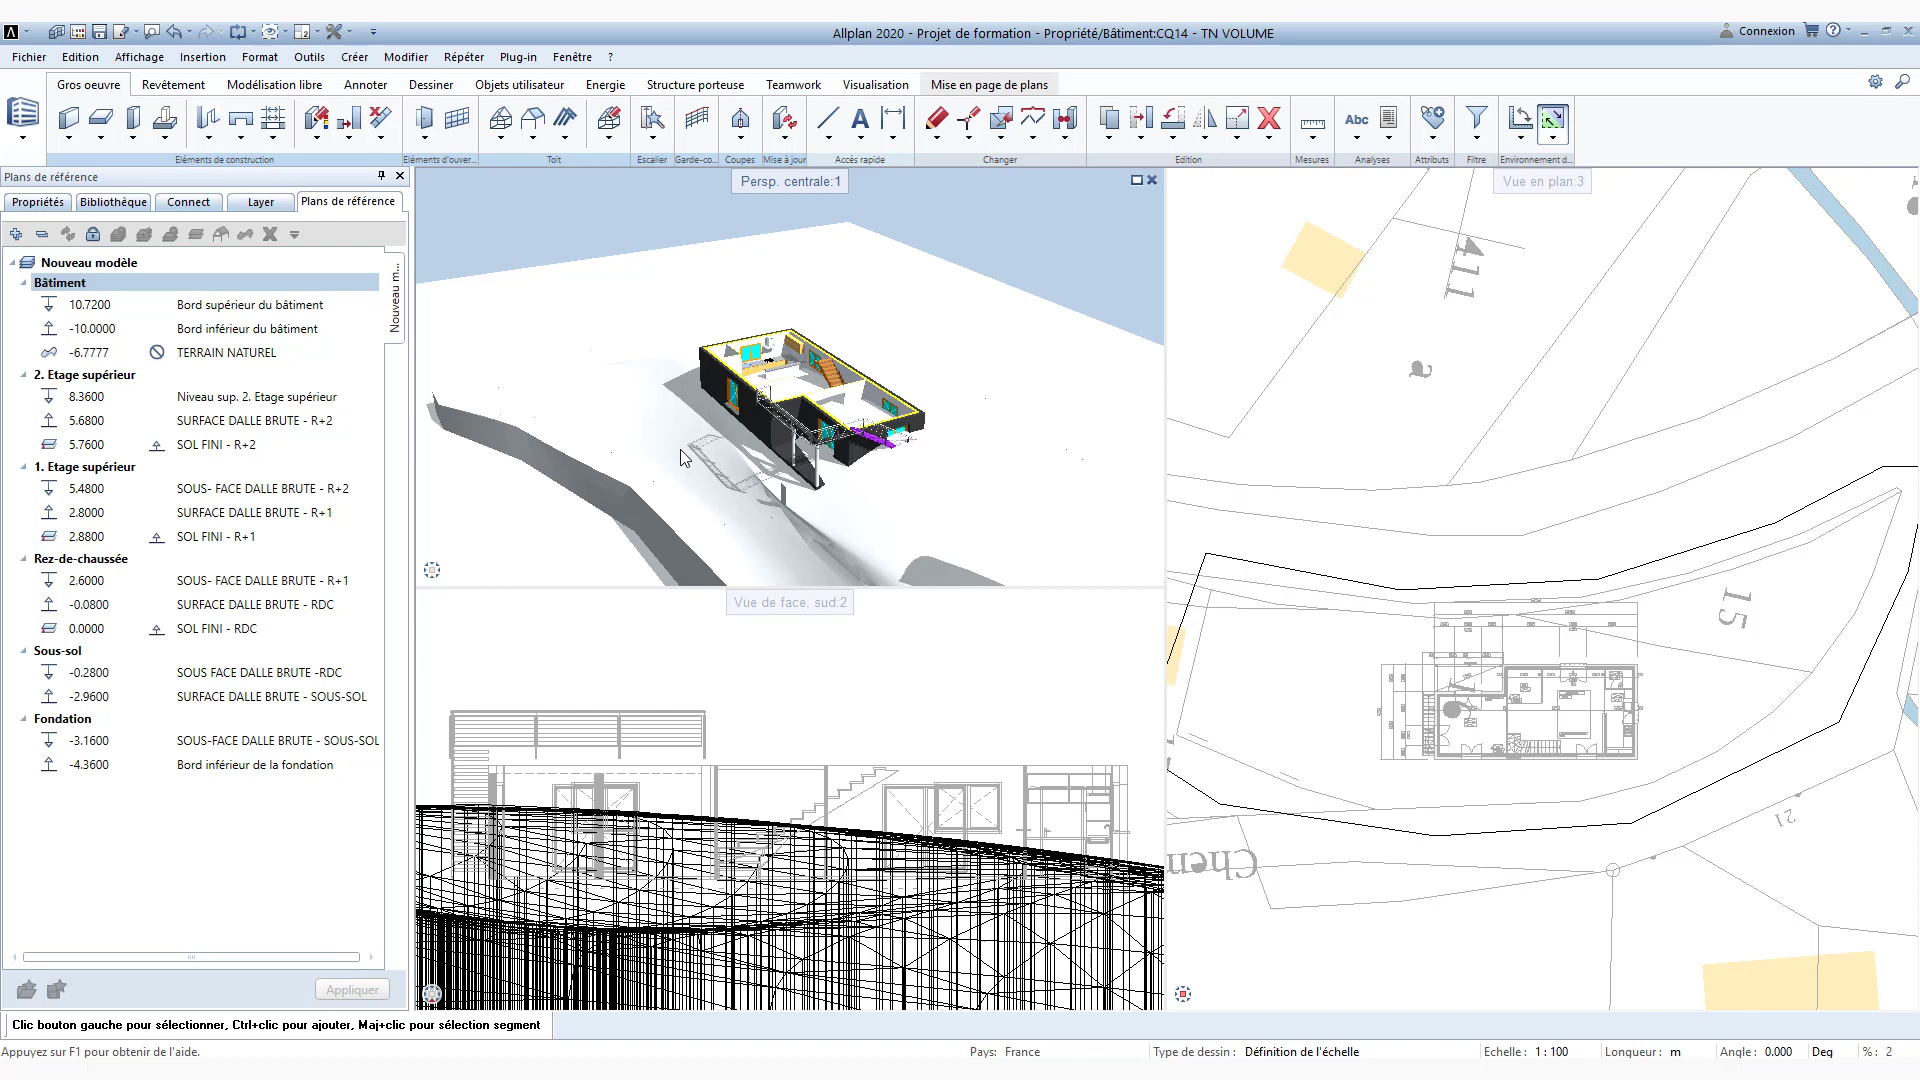 Allplan 2020 - Projet de formation - Propriété/Bâtiment:CQ14 - TN VOLUME
Connexion
Fichier Edition Affichage Insertion Format Outils Créer Modifier Répéter Plug-in Fenêtre ?
Gros oeuvre Revêtement Modélisation libre Annoter Dessiner Objets utilisateur Energie Structure porteuse Teamwork Visualisation Mise en page de plans
Abc
Eléments de construction Eléments d'ouver... Toit Escalier Garde-co... Coupes Mise à jour Accès rapide Changer Edition Mesures Analyses Attributs Filtre Environnement d...
Plans de référence
Propriétés Bibliothèque Connect Layer Plans de référence
Nouveau m...
Nouveau modèle
Bâtiment
10.7200 Bord supérieur du bâtiment
-10.0000 Bord inférieur du bâtiment
-6.7777 TERRAIN NATUREL
2. Etage supérieur
8.3600 Niveau sup. 2. Etage supérieur
5.6800 SURFACE DALLE BRUTE - R+2
5.7600 SOL FINI - R+2
1. Etage supérieur
5.4800 SOUS- FACE DALLE BRUTE - R+2
2.8000 SURFACE DALLE BRUTE - R+1
2.8800 SOL FINI - R+1
Rez-de-chaussée
2.6000 SOUS- FACE DALLE BRUTE - R+1
-0.0800 SURFACE DALLE BRUTE - RDC
0.0000 SOL FINI - RDC
Sous-sol
-0.2800 SOUS FACE DALLE BRUTE -RDC
-2.9600 SURFACE DALLE BRUTE - SOUS-SOL
Fondation
-3.1600 SOUS-FACE DALLE BRUTE - SOUS-SOL
-4.3600 Bord inférieur de la fondation
Appliquer
Persp. centrale:1
Vue de face, sud:2
Vue en plan:3
a
15
21
Chem
Clic bouton gauche pour sélectionner, Ctrl+clic pour ajouter, Maj+clic pour sélection segment
Appuyez sur F1 pour obtenir de l'aide.
Pays: France
Type de dessin : Définition de l'échelle
Echelle : 1 : 100
Longueur : m
Angle : 0.000 Deg
% : 2